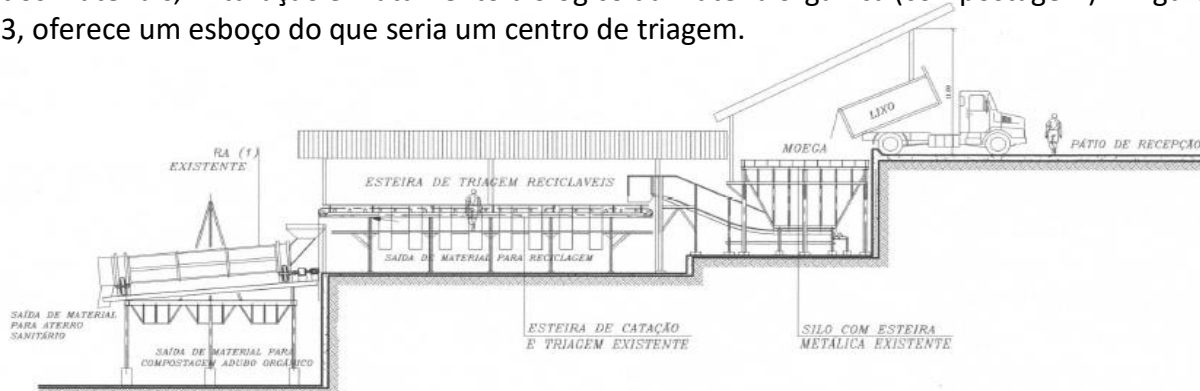 3, oferece um esboço do que seria um centro de triagem.
LIXO
MOEGA
PÁTIO DE RECEPÇÃO
RA (1)
EXISTENTE
ESTEIRA DE TRIAGEM RECICLAVEIS
SAÍDA DE MATERIAL PARA RECICLAGEM
SAÍDA DE MATERIAL
PARA ATERRO
SANITÁRIO
ESTEIRA DE CATAÇÃO
E TRIAGEM EXISTENTE
SILO COM ESTEIRA
METÁLICA EXISTENTE
SAÍDA DE MATERIAL PARA
COMPOSTAGEM ADUBO ORGÂNICO